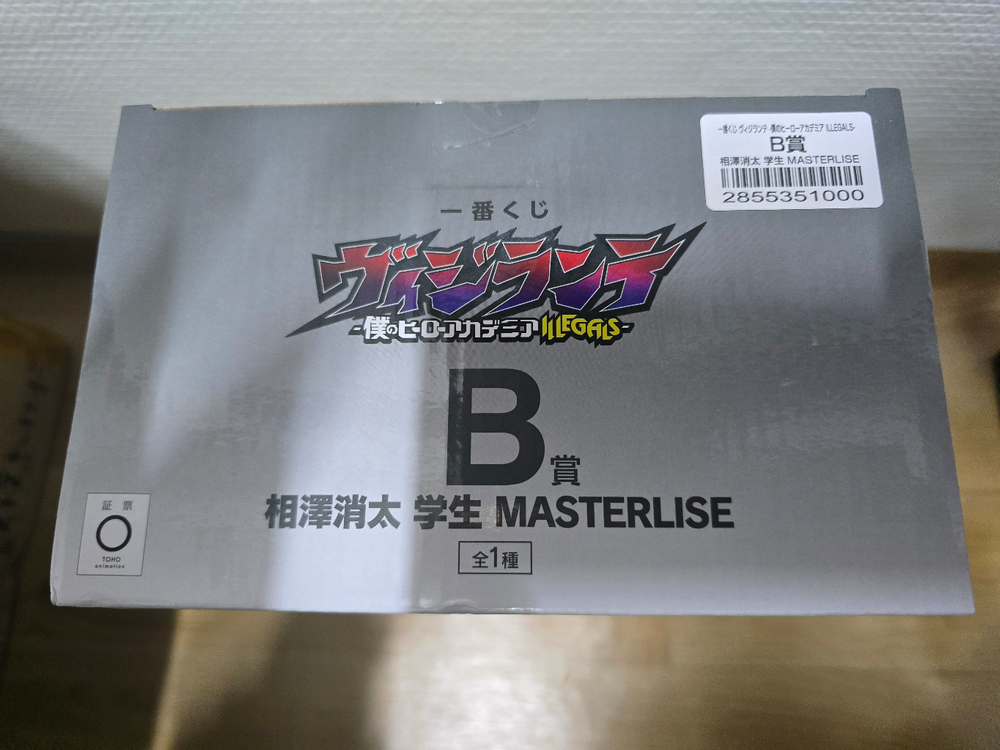 一番くじ ヴィジランテ -僕のヒーローアカデミア ILLEGALS-
B賞
相澤消太 学生 MASTERLISE
2855351000
一番くじ
ヴィジランテ
-僕のヒーローアカデミア ILLEGALS-
B賞
相澤消太 学生 MASTERLISE
全1種
証票
TOHO
animation